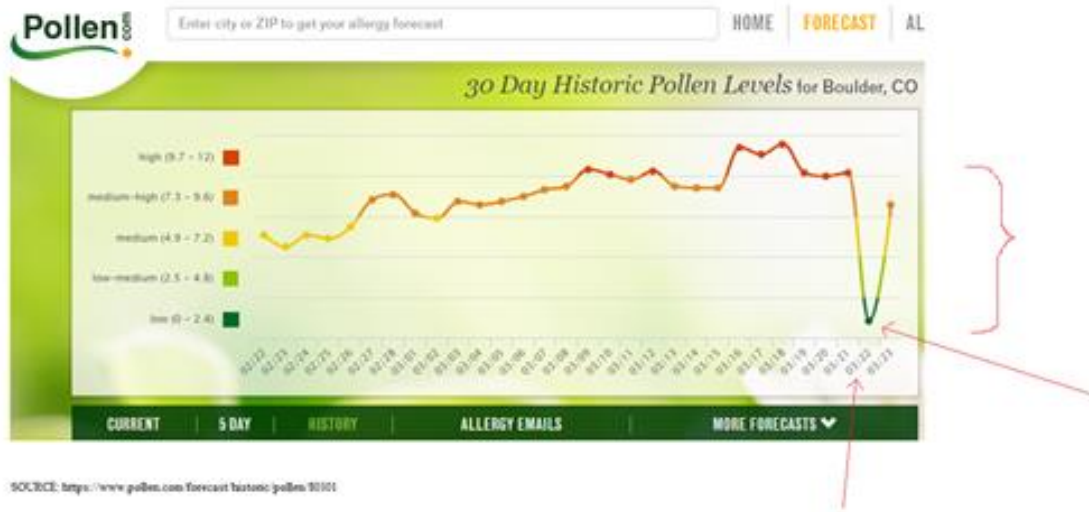 Pollen.com
Enter city or ZIP to get your allergy forecast
HOME
FORECAST
AL
30 Day Historic Pollen Levels for Boulder, CO
high (9.7 - 12)
medium-high (7.3 - 9.6)
medium (4.9 - 7.2)
low-medium (2.5 - 4.8)
low (0 - 2.4)
02/22 02/23 02/24 02/25 02/26 02/27 02/28 03/01 03/02 03/03 03/04 03/05 03/06 03/07 03/08 03/09 03/10 03/11 03/12 03/13 03/14 03/15 03/16 03/17 03/18 03/19 03/20 03/21 03/22 03/23
CURRENT
5 DAY
HISTORY
ALLERGY EMAILS
MORE FORECASTS
SOURCE: https://www.pollen.com/forecast/historic/pollen/80301